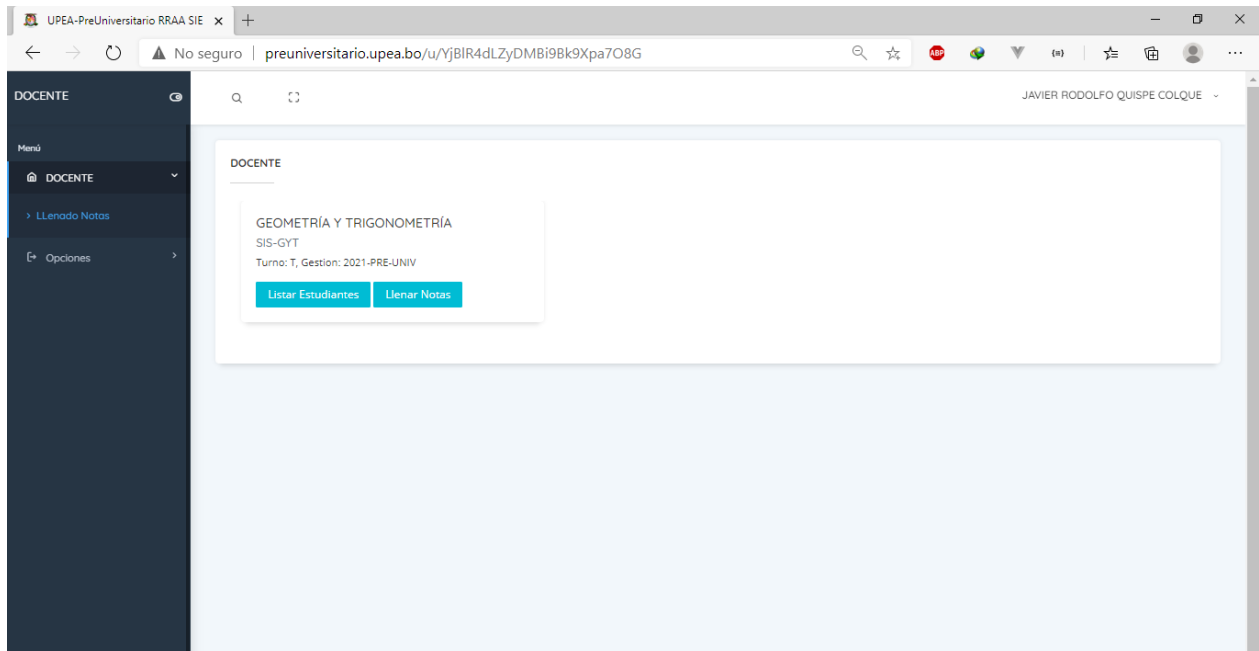 UPEA-PreUniversitario RRAA SIE
No seguro preuniversitario.upea.bo/u/YjBlR4dLZyDMBi9Bk9Xpa7O8G
ABP
DOCENTE
JAVIER RODOLFO QUISPE COLQUE
Menú
DOCENTE
> LLenado Notas
Opciones
DOCENTE
GEOMETRÍA Y TRIGONOMETRÍA
SIS-GYT
Turno: T, Gestion: 2021-PRE-UNIV
Listar Estudiantes Llenar Notas